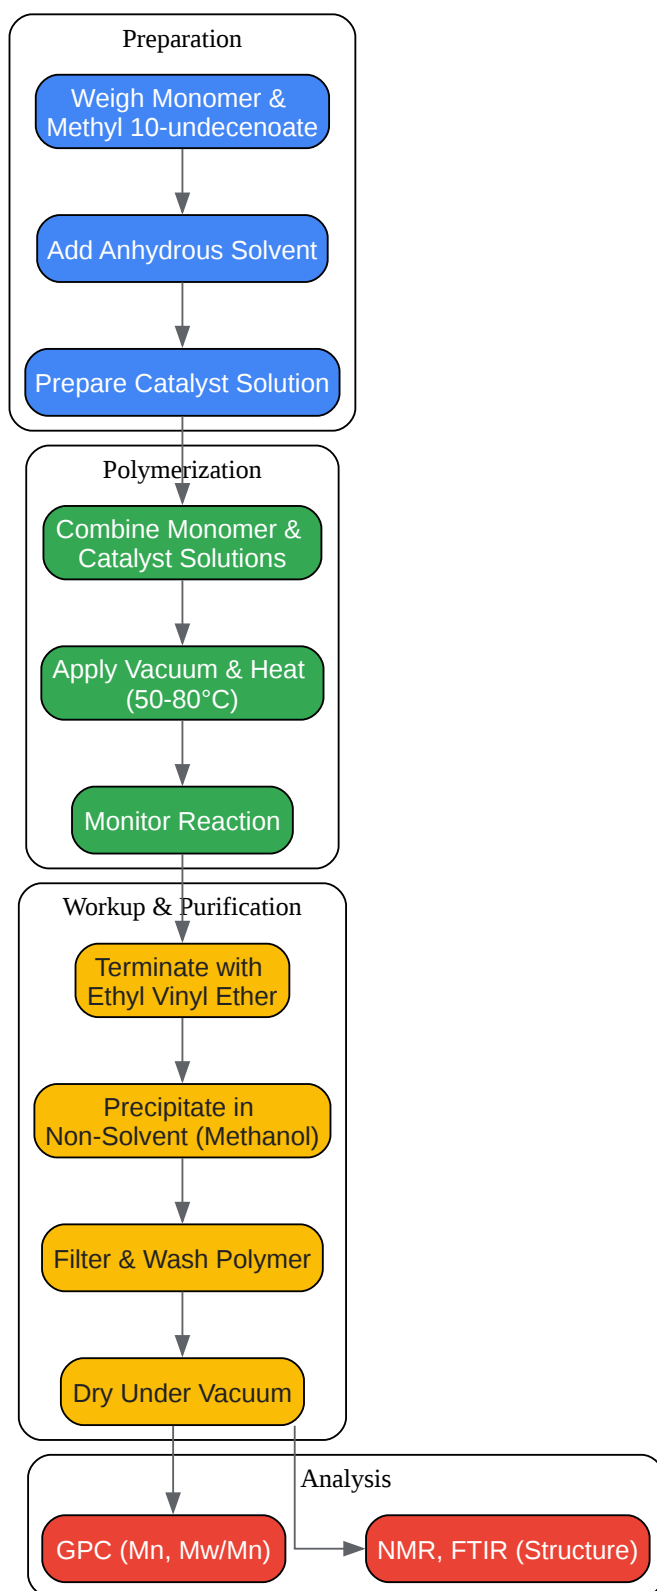 Preparation
Weigh Monomer &
Methyl 10-undecenoate
Add Anhydrous Solvent
Prepare Catalyst Solution
Polymerization
Combine Monomer &
Catalyst Solutions
Apply Vacuum & Heat
(50-80°C)
Monitor Reaction
Workup & Purification
Terminate with
Ethyl Vinyl Ether
Precipitate in
Non-Solvent (Methanol)
Filter & Wash Polymer
Dry Under Vacuum
Analysis
GPC (Mn, Mw/Mn)
NMR, FTIR (Structure)